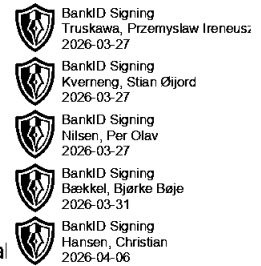 BankID Signing
Truskawa, Przemyslaw Ireneusz
2026-03-27
BankID Signing
Kverneng, Stian Øijord
2026-03-27
BankID Signing
Nilsen, Per Olav
2026-03-27
BankID Signing
Bækkel, Bjørke Bøje
2026-03-31
BankID Signing
Hansen, Christian
2026-04-06